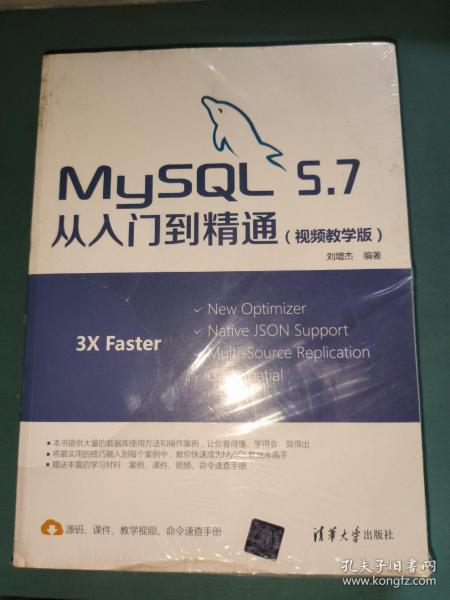 MySQL 5.7
从入门到精通（视频教学版）
刘增杰 编著
3X Faster
✓ New Optimizer
✓ Native JSON Support
✓ Multi-Source Replication
本书提供大量的数据库使用方法和操作案例，让你看得懂、学得会、做得出
将最实用的技巧融入到每个案例中，教你快速成为MySQL数据库高手
赠送丰富的学习材料 案例、课件、视频、命令速查手册
源码、课件、教学视频、命令速查手册
清华大学出版社
孔夫子旧书网
www.kongfz.com